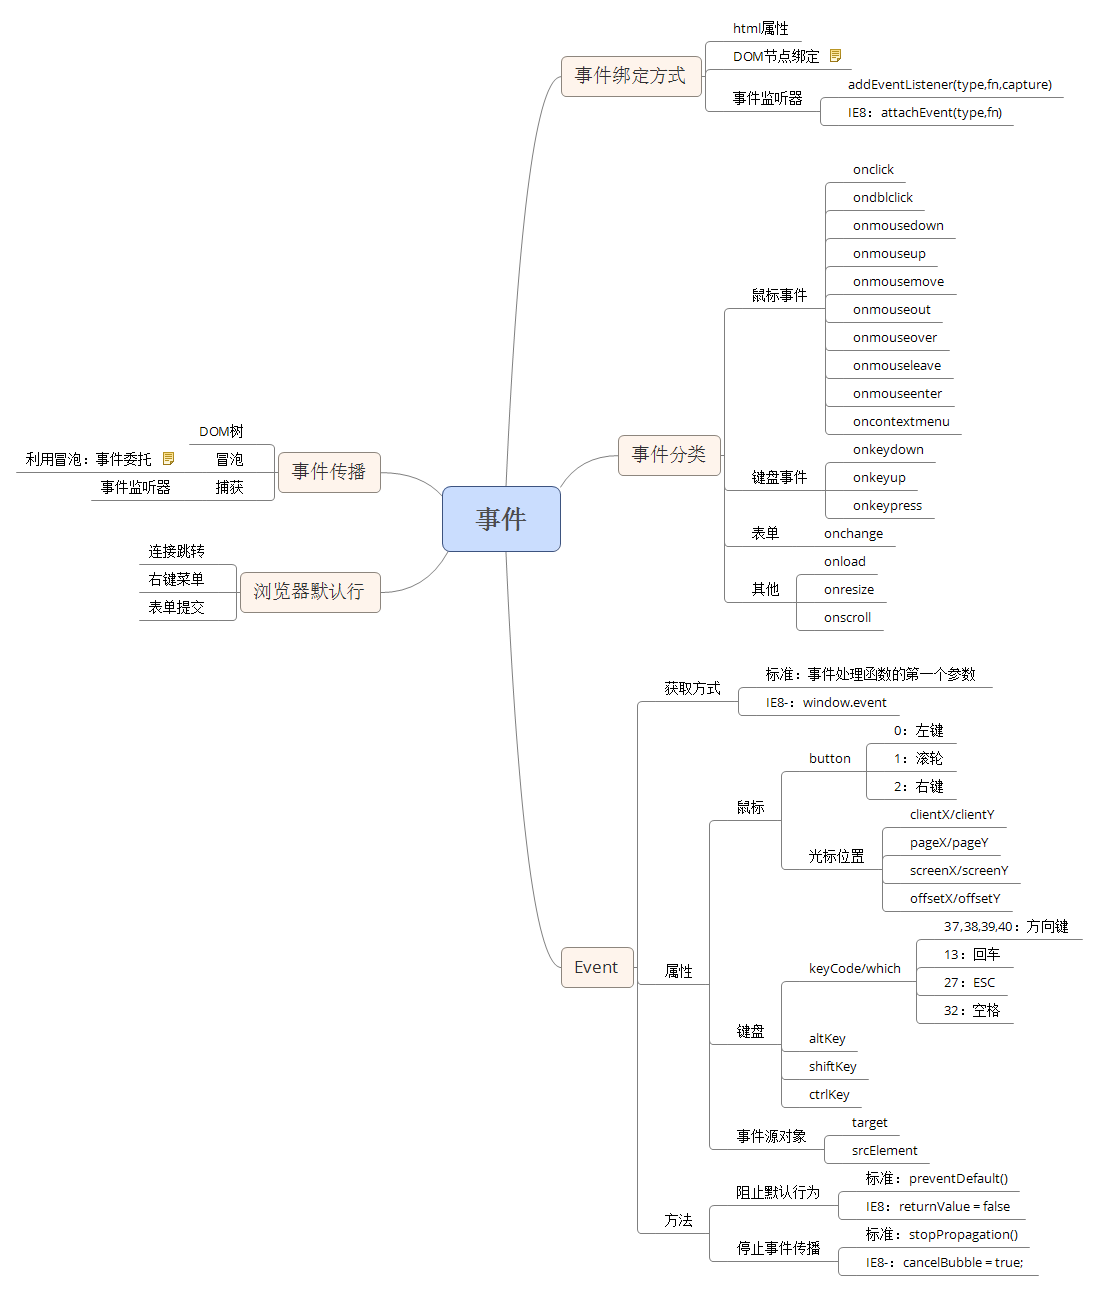 事件
事件绑定方式
html属性
DOM节点绑定
事件监听器
addEventListener(type,fn,capture)
IE8：attachEvent(type,fn)
事件分类
鼠标事件
onclick
ondblclick
onmousedown
onmouseup
onmousemove
onmouseout
onmouseover
onmouseleave
onmouseenter
oncontextmenu
键盘事件
onkeydown
onkeyup
onkeypress
表单
onchange
其他
onload
onresize
onscroll
Event
获取方式
标准：事件处理函数的第一个参数
IE8-：window.event
属性
鼠标
button
0：左键
1：滚轮
2：右键
光标位置
clientX/clientY
pageX/pageY
screenX/screenY
offsetX/offsetY
键盘
keyCode/which
37,38,39,40：方向键
13：回车
27：ESC
32：空格
altKey
shiftKey
ctrlKey
事件源对象
target
srcElement
方法
阻止默认行为
标准：preventDefault()
IE8：returnValue = false
停止事件传播
标准：stopPropagation()
IE8-：cancelBubble = true;
事件传播
DOM树
冒泡
利用冒泡：事件委托
捕获
事件监听器
浏览器默认行
连接跳转
右键菜单
表单提交